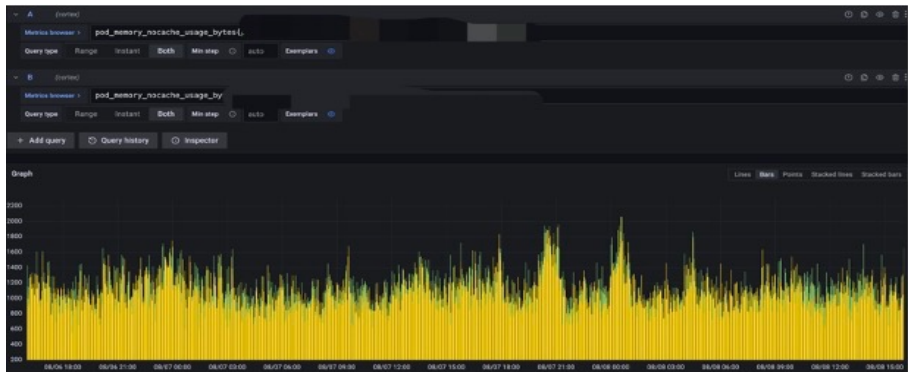 A (cortex)
Metrics browser > pod_memory_nocache_usage_bytes{,
Query type Range Instant Both Min step auto Exemplars
B (cortex)
Metrics browser > pod_memory_nocache_usage_by
Query type Range Instant Both Min step auto Exemplars
+ Add query Query history Inspector
Graph Lines Bars Points Stacked lines Stacked bars
2200
2000
1800
1600
1400
1200
1000
800
600
400
200
08/06 18:00 08/06 21:00 08/07 00:00 08/07 03:00 08/07 06:00 08/07 09:00 08/07 12:00 08/07 15:00 08/07 18:00 08/07 21:00 08/08 00:00 08/08 03:00 08/08 06:00 08/08 09:00 08/08 12:00 08/08 15:00